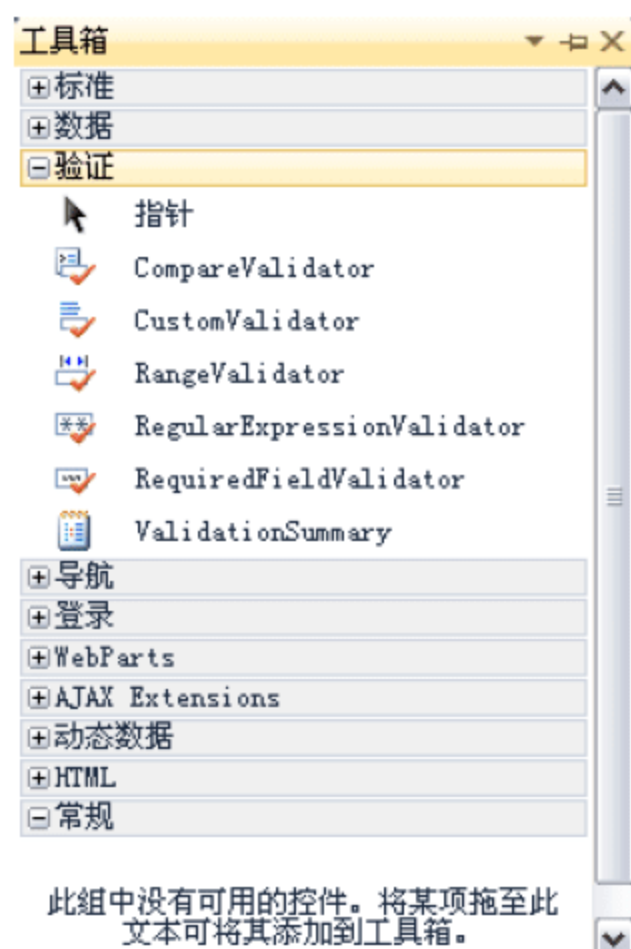 工具箱
标准
数据
验证
指针
CompareValidator
CustomValidator
RangeValidator
RegularExpressionValidator
RequiredFieldValidator
ValidationSummary
导航
登录
WebParts
AJAX Extensions
动态数据
HTML
常规
此组中没有可用的控件。将某项拖至此
文本可将其添加到工具箱。